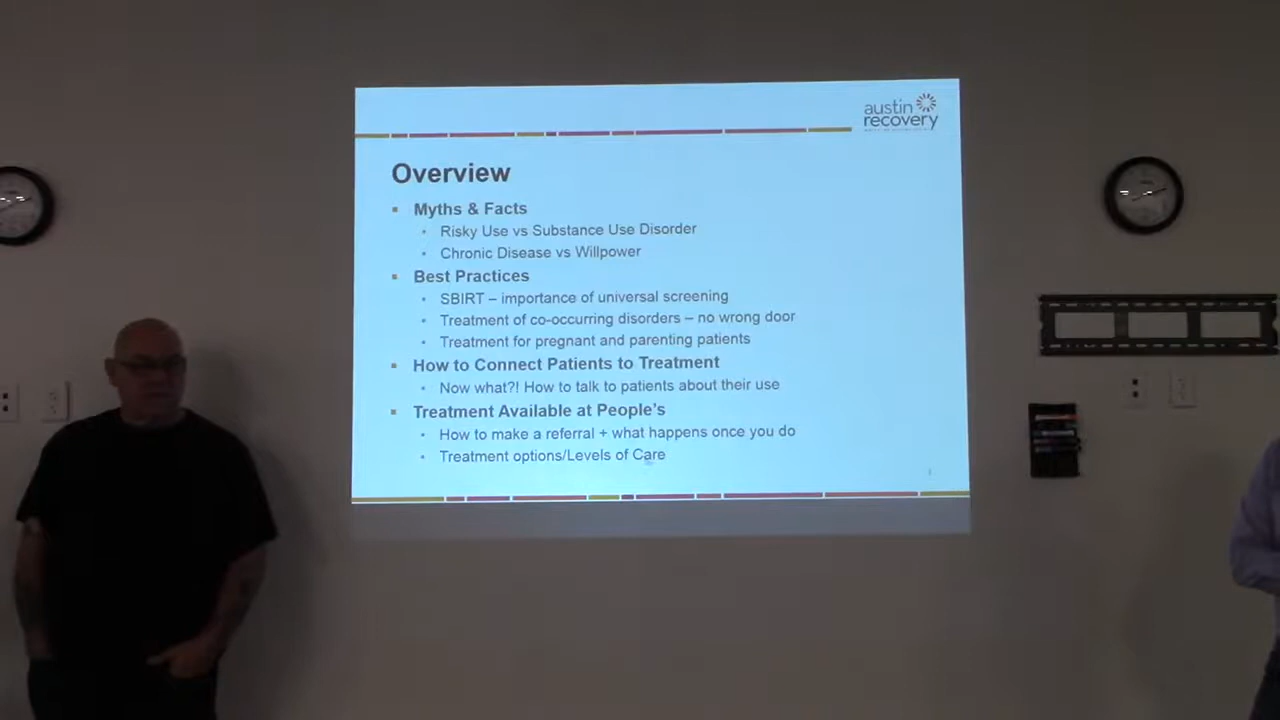 austin
recovery
Overview
Myths & Facts
Risky Use vs Substance Use Disorder
Chronic Disease vs Willpower
Best Practices
SBIRT – importance of universal screening
Treatment of co-occurring disorders – no wrong door
Treatment for pregnant and parenting patients
How to Connect Patients to Treatment
Now what?! How to talk to patients about their use
Treatment Available at People's
How to make a referral + what happens once you do
Treatment options/Levels of Care